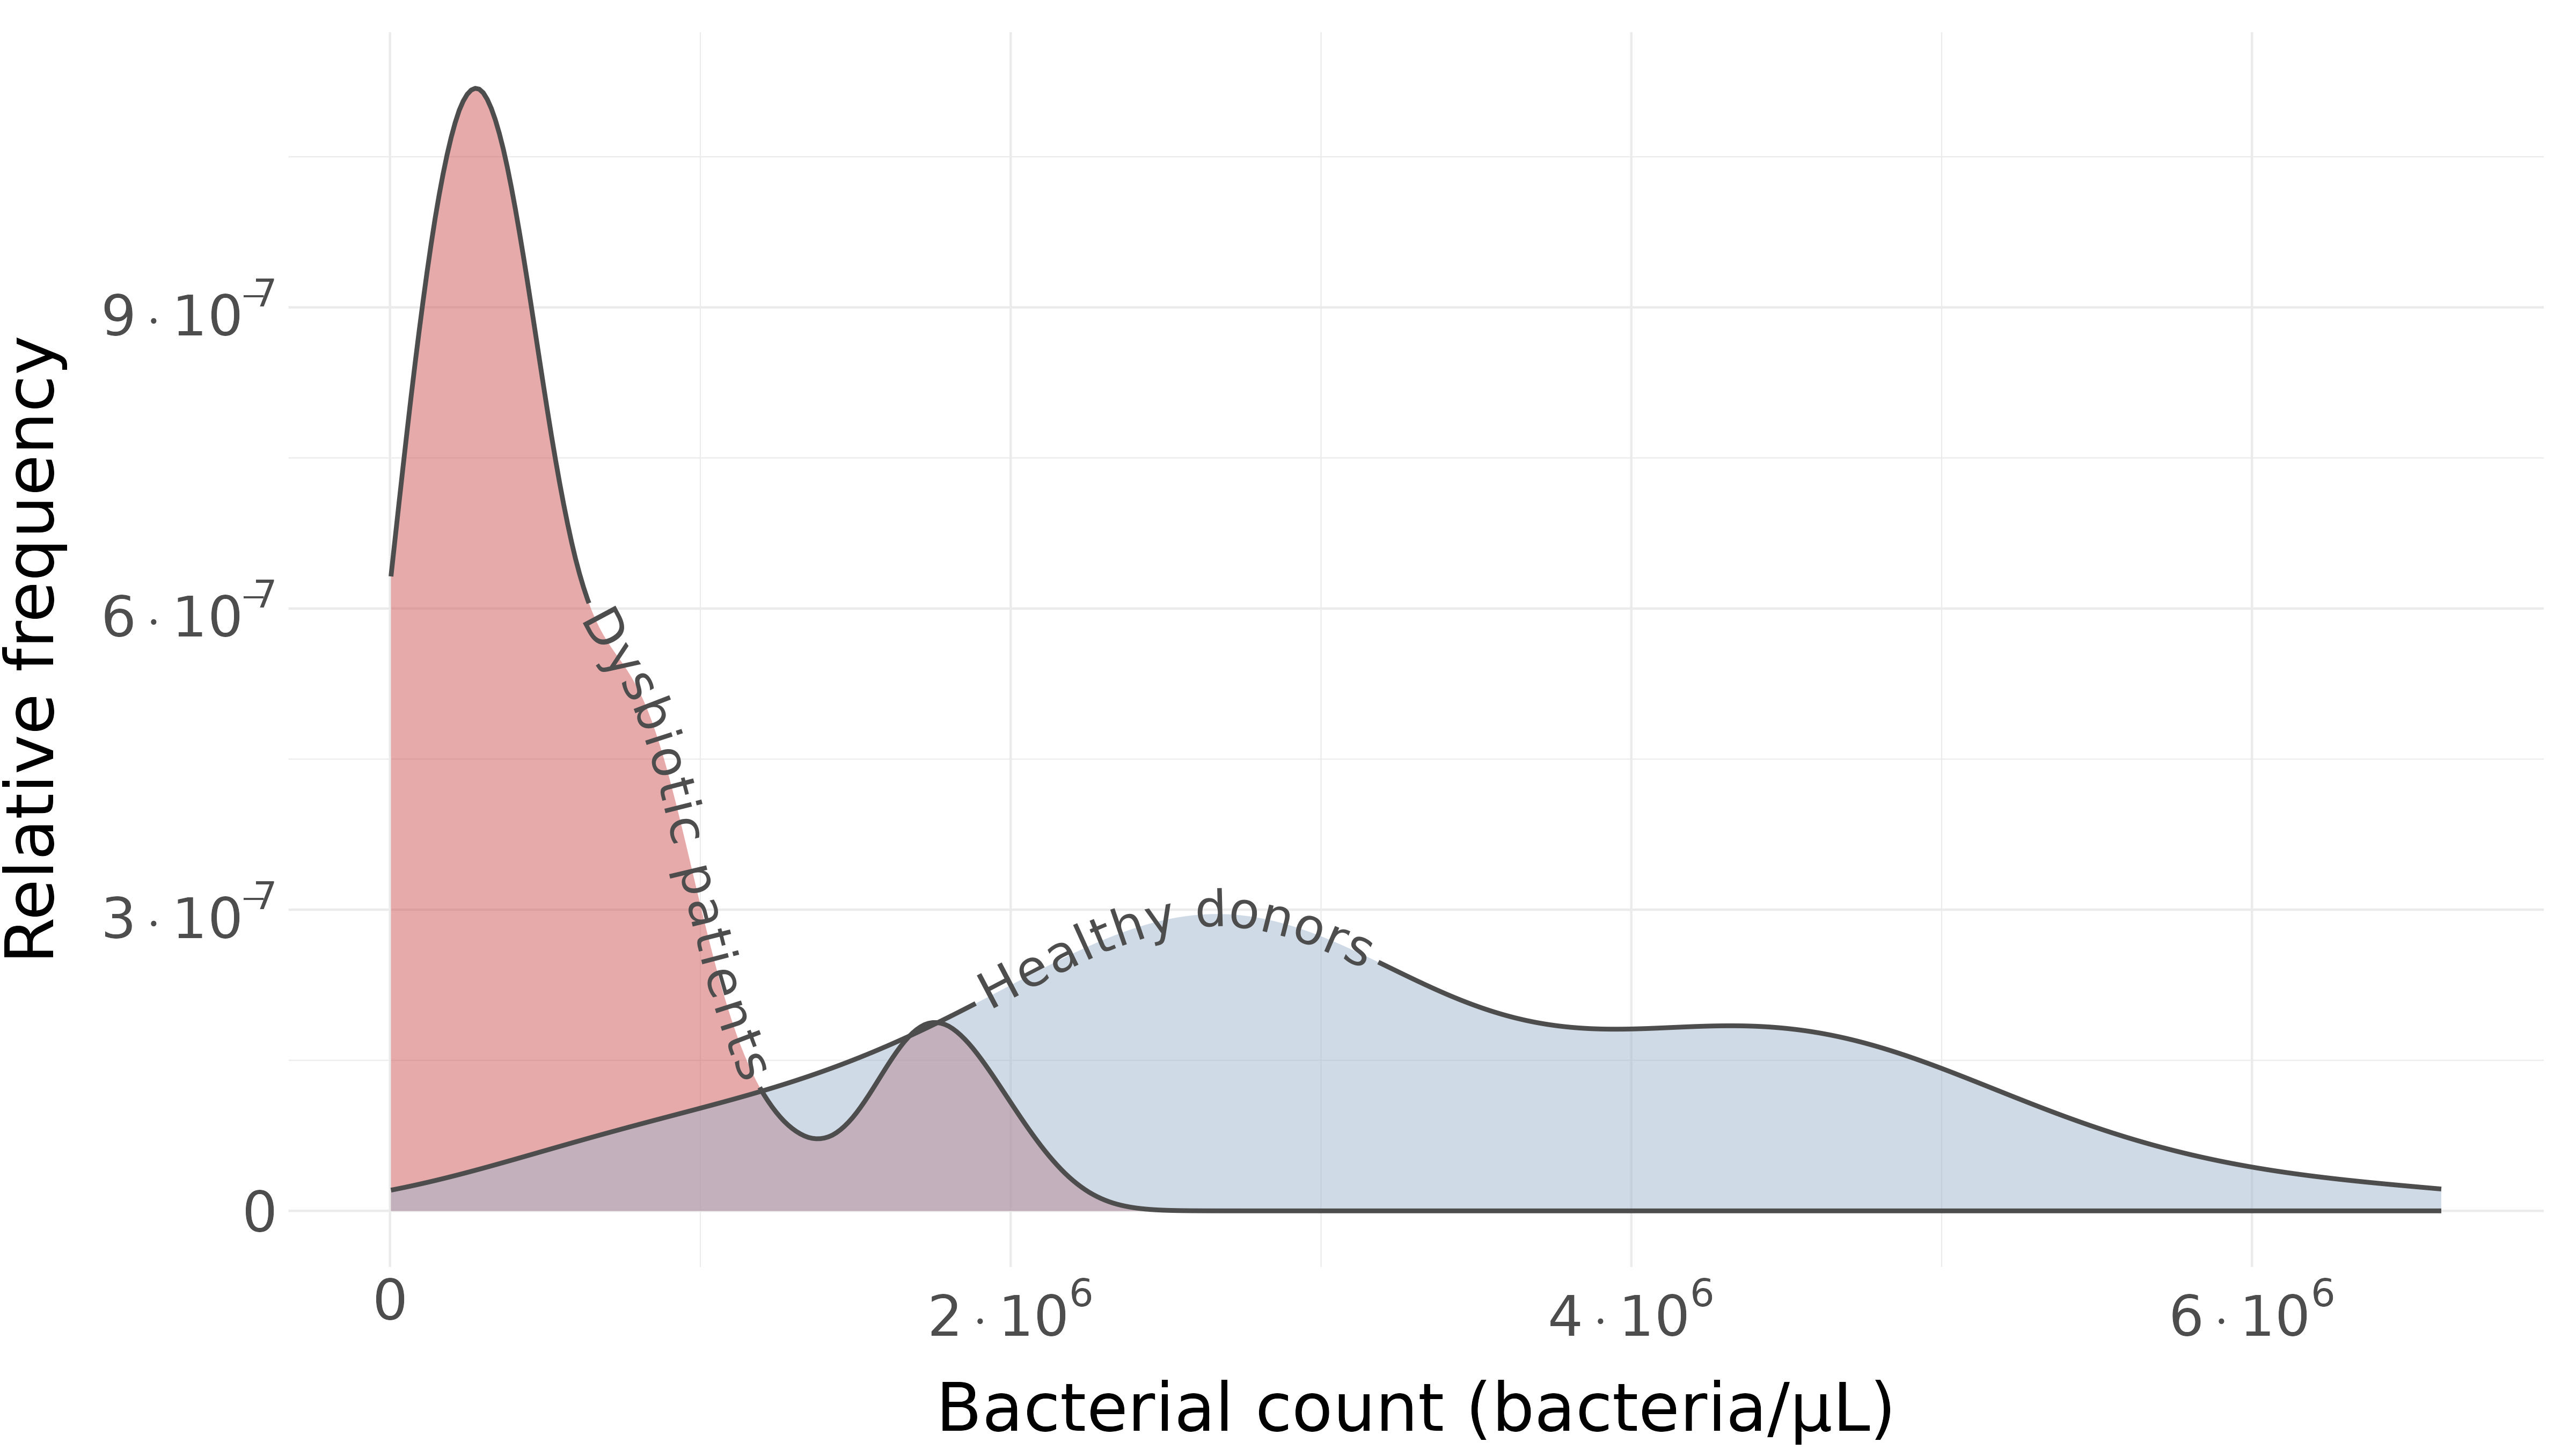 Relative frequency
9·10⁻⁷
6·10⁻⁷
3·10⁻⁷
0
Dysbiotic patients
Healthy donors
0
2·10⁶
4·10⁶
6·10⁶
Bacterial count (bacteria/µL)